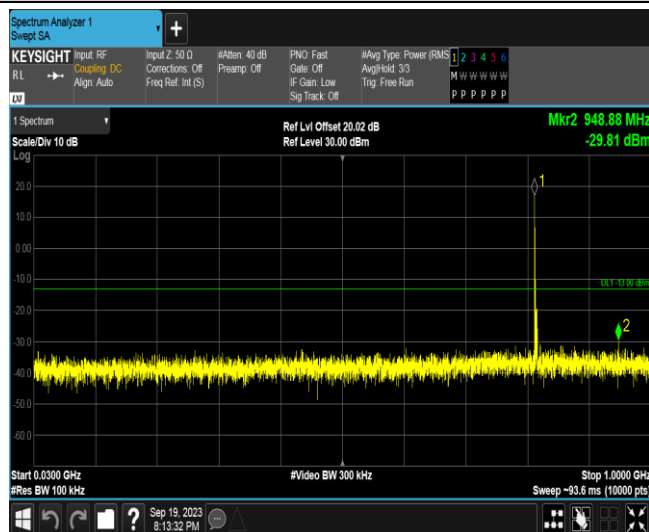 Spectrum Analyzer 1
Swept SA
+
KEYSIGHT
RL
LXI
Input: RF
Coupling: DC
Align: Auto
Input Z: 50 Ω
Corrections: Off
Freq Ref: Int (S)
#Atten: 40 dB
Preamp: Off
PNO: Fast
Gate: Off
IF Gain: Low
Sig Track: Off
#Avg Type: Power (RMS
Avg|Hold: 3/3
Trig: Free Run
1 2 3 4 5 6
M W W W W W
P P P P P P
1 Spectrum
Scale/Div 10 dB
Log
Ref Lvl Offset 20.02 dB
Ref Level 30.00 dBm
Mkr2 948.88 MHz
-29.81 dBm
20.0
10.0
0.00
-10.0
-20.0
-30.0
-40.0
-50.0
-60.0
1
DL1 -13.00 dBm
2
Start 0.0300 GHz
#Res BW 100 kHz
#Video BW 300 kHz
Stop 1.0000 GHz
Sweep ~93.6 ms (10000 pts)
?
Sep 19, 2023
8:13:32 PM